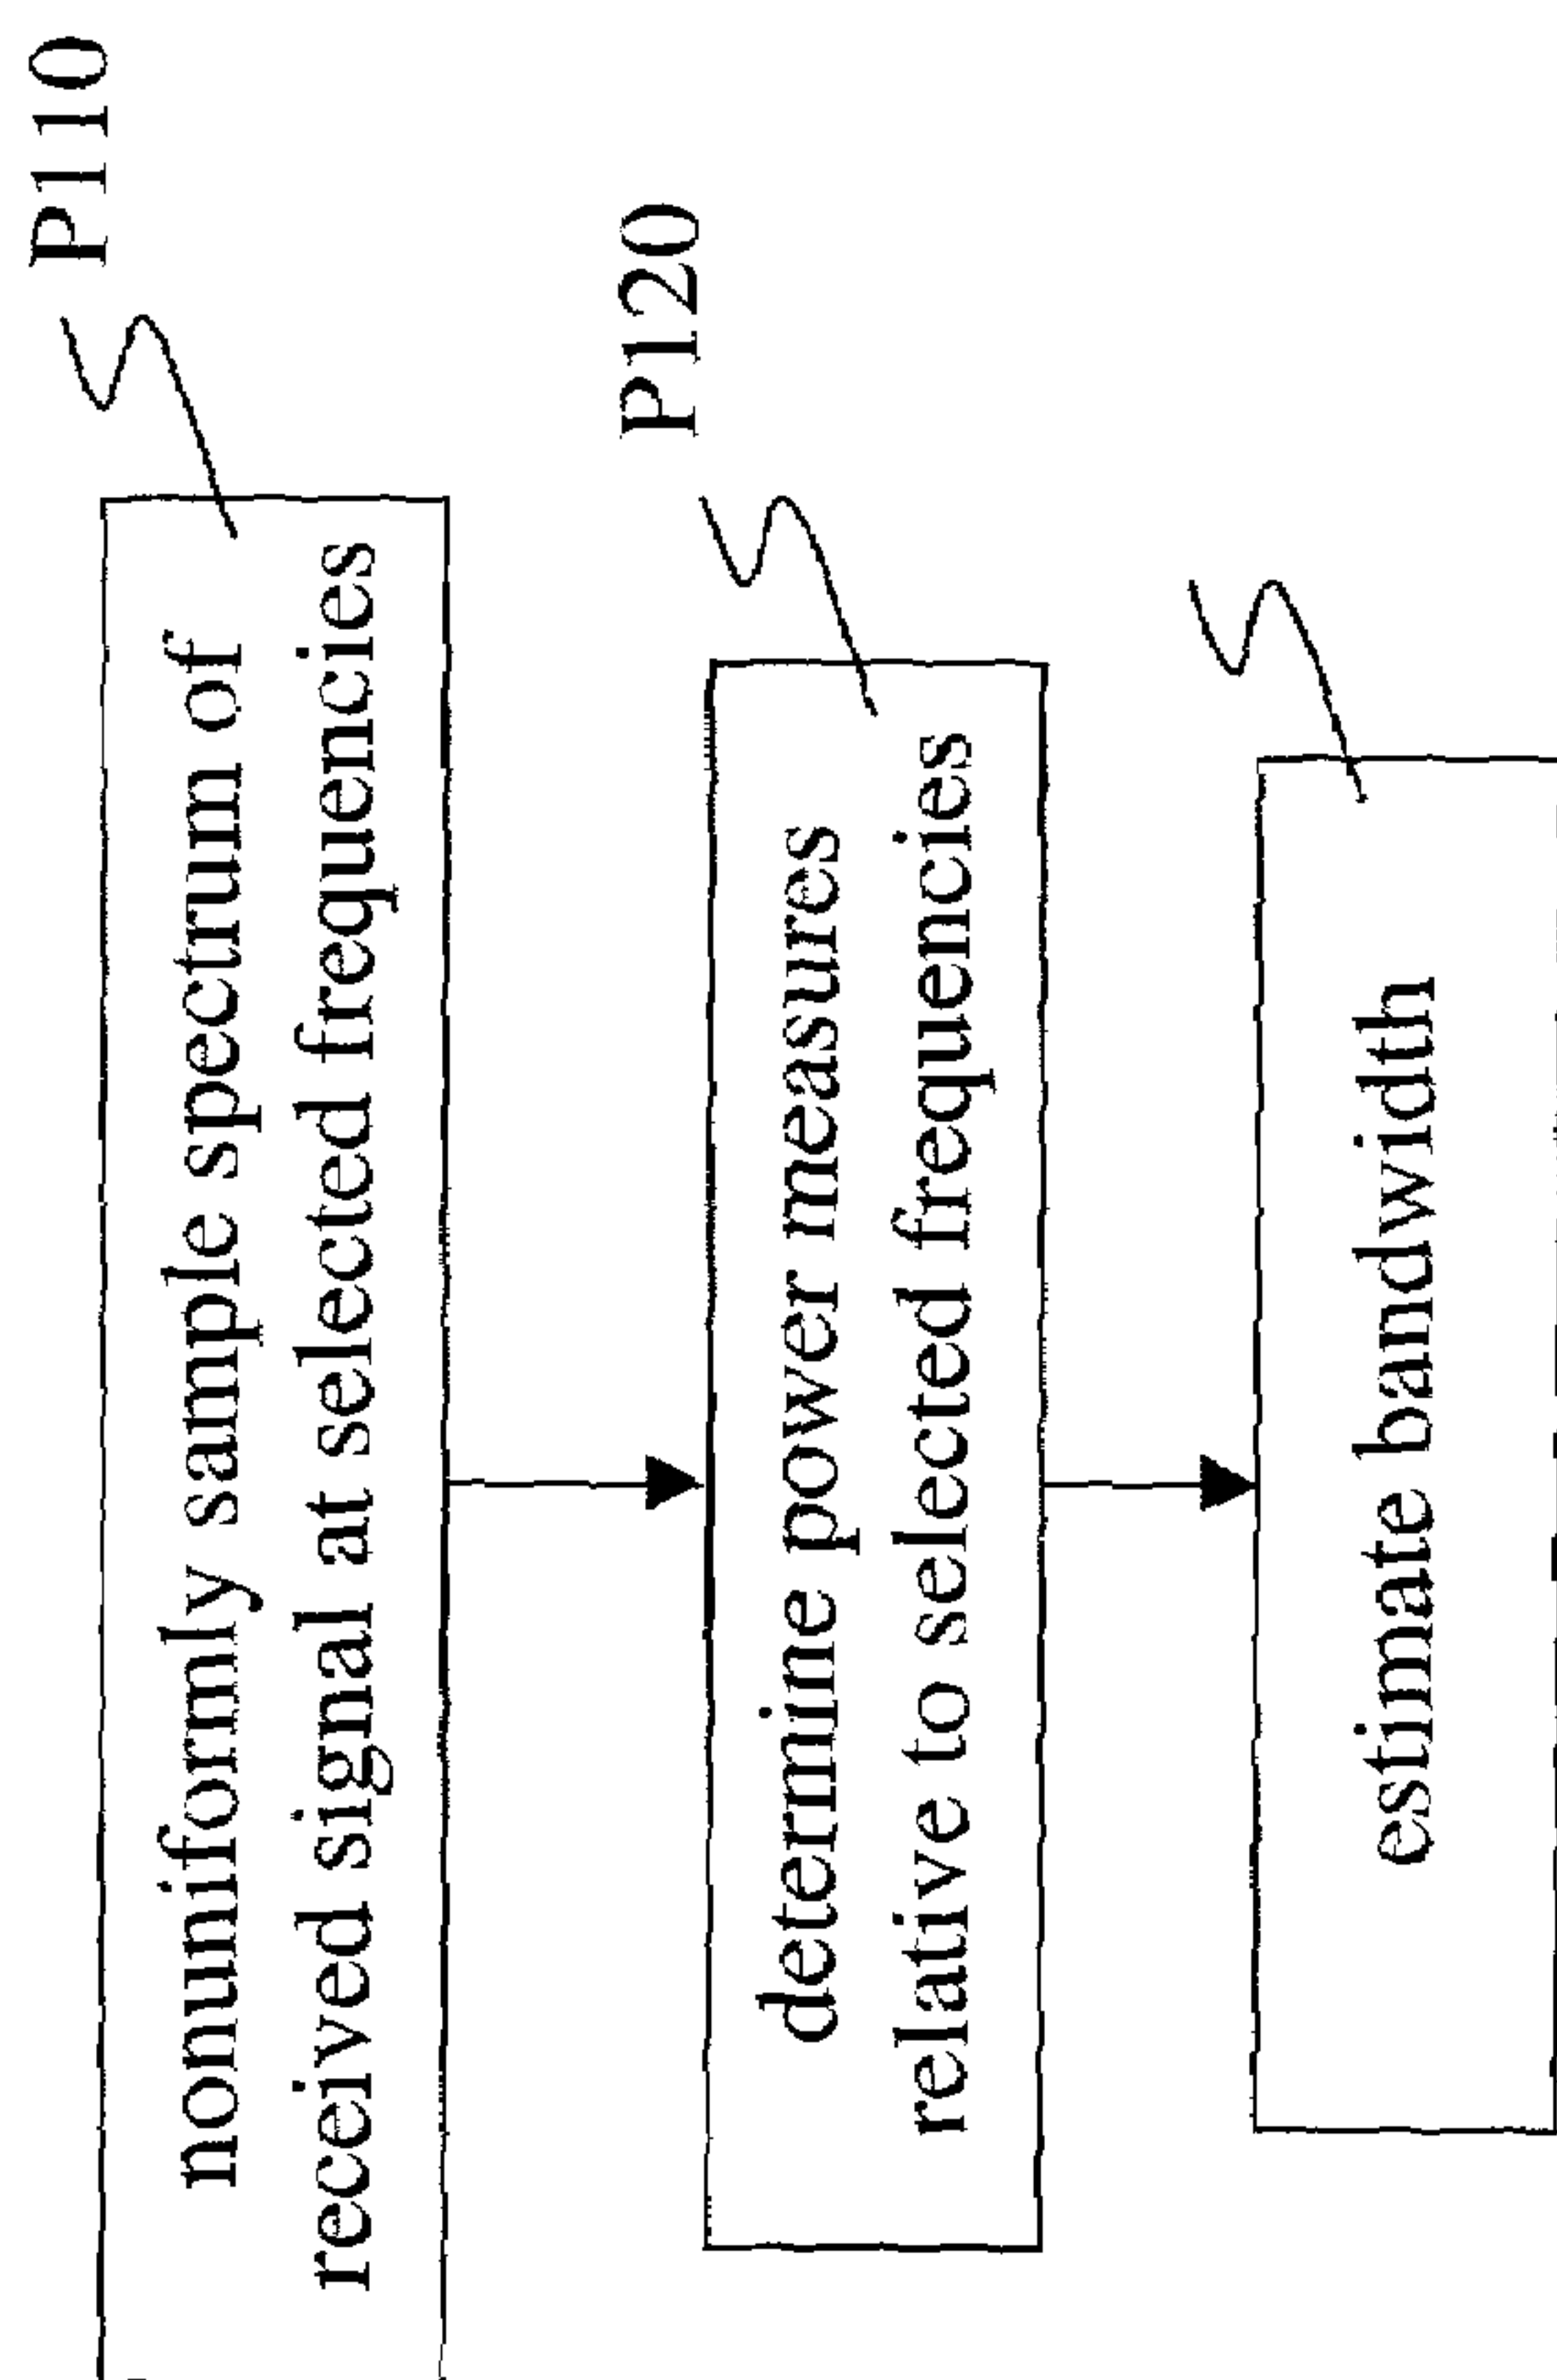 P110
nonuniformly sample spectrum of
received signal at selected frequencies
P120
determine power measures
relative to selected frequencies
estimate bandwidth